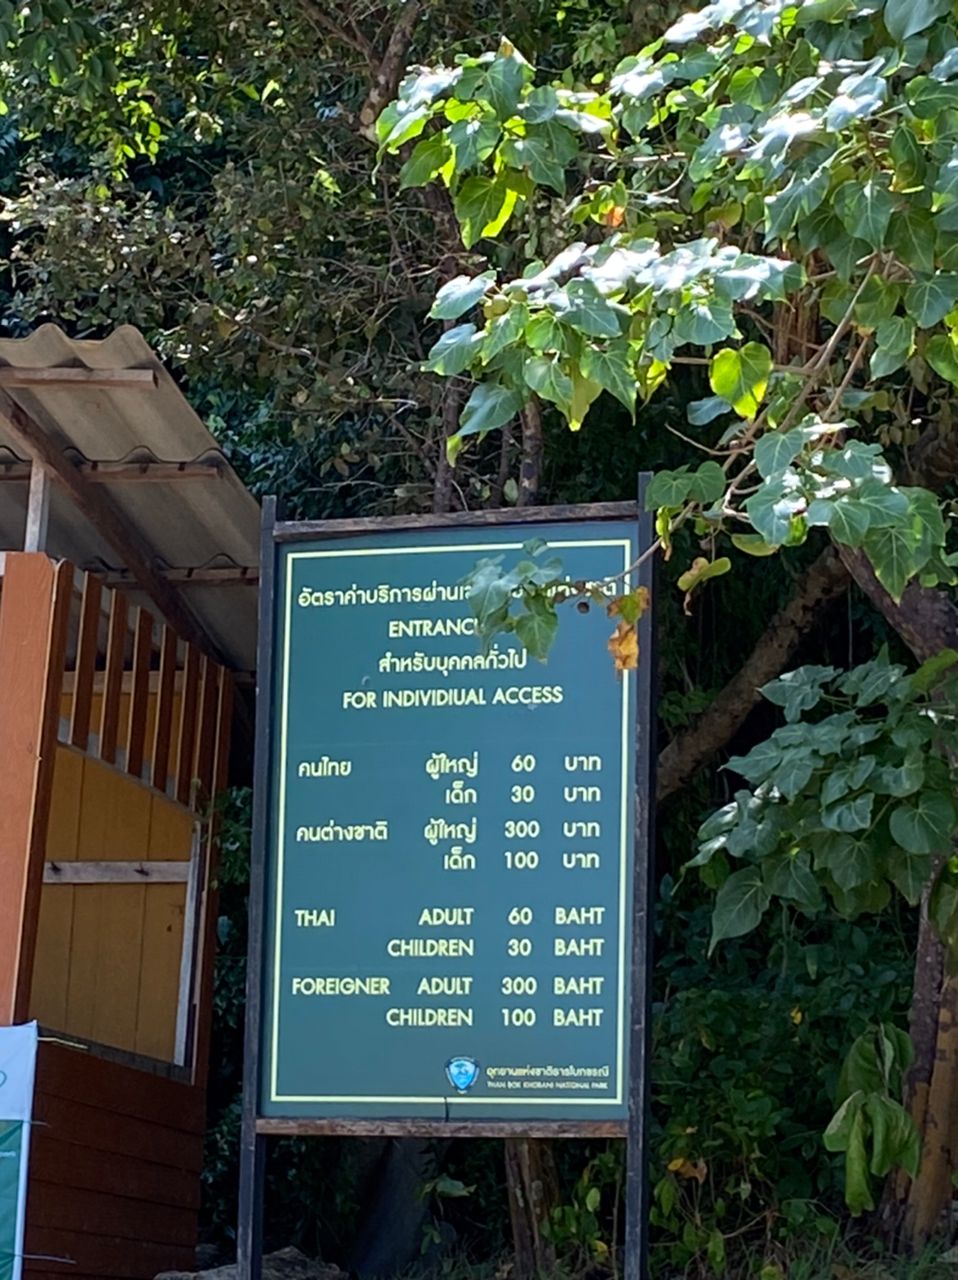 อัตราค่าบริการผ่าน
สำหรับบุคคลทั่วไป
FOR INDIVIDIUAL ACCESS
คนไทย ผู้ใหญ่ 60 บาท
เด็ก 30 บาท
คนต่างชาติ ผู้ใหญ่ 300 บาท
เด็ก 100 บาท
THAI ADULT 60 BAHT
CHILDREN 30 BAHT
FOREIGNER ADULT 300 BAHT
CHILDREN 100 BAHT
อุทยานแห่งชาติธารโบกขรณี
THAN BOK KHORANI NATIONAL PARK